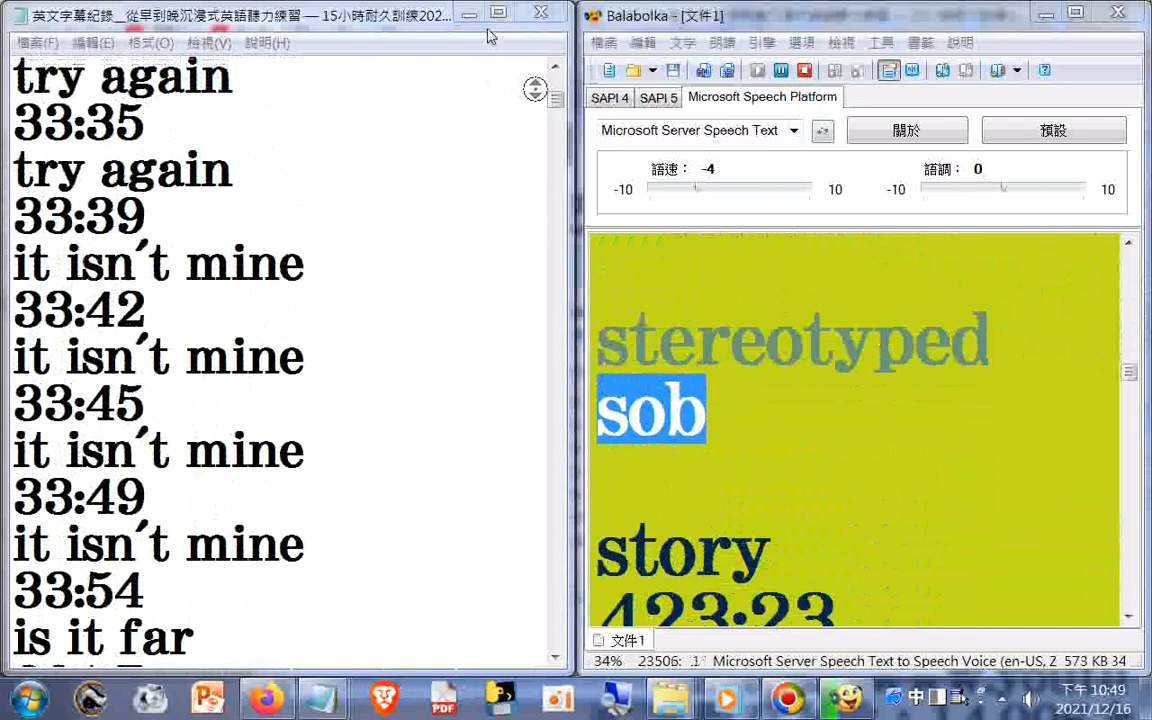 英文字幕紀錄__從早到晚沉浸式英語聽力練習 — 15小時耐久訓練202...
檔案(F) 編輯(E) 格式(O) 檢視(V) 說明(H)
try again
33:35
try again
33:39
it isn't mine
33:42
it isn't mine
33:45
it isn't mine
33:49
it isn't mine
33:54
is it far
Balabolka - [文件1]
檔案 編輯 文字 朗讀 引擎 選項 檢視 工具 書籤 說明
SAPI 4 SAPI 5 Microsoft Speech Platform
Microsoft Server Speech Text 關於 預設
語速： -4 語調： 0
-10 10 -10 10
stereotyped
sob
story
423:23
文件1
34% 23506: Microsoft Server Speech Text to Speech Voice (en-US, Z 573 KB 34
PDF
中
下午 10:49
2021/12/16